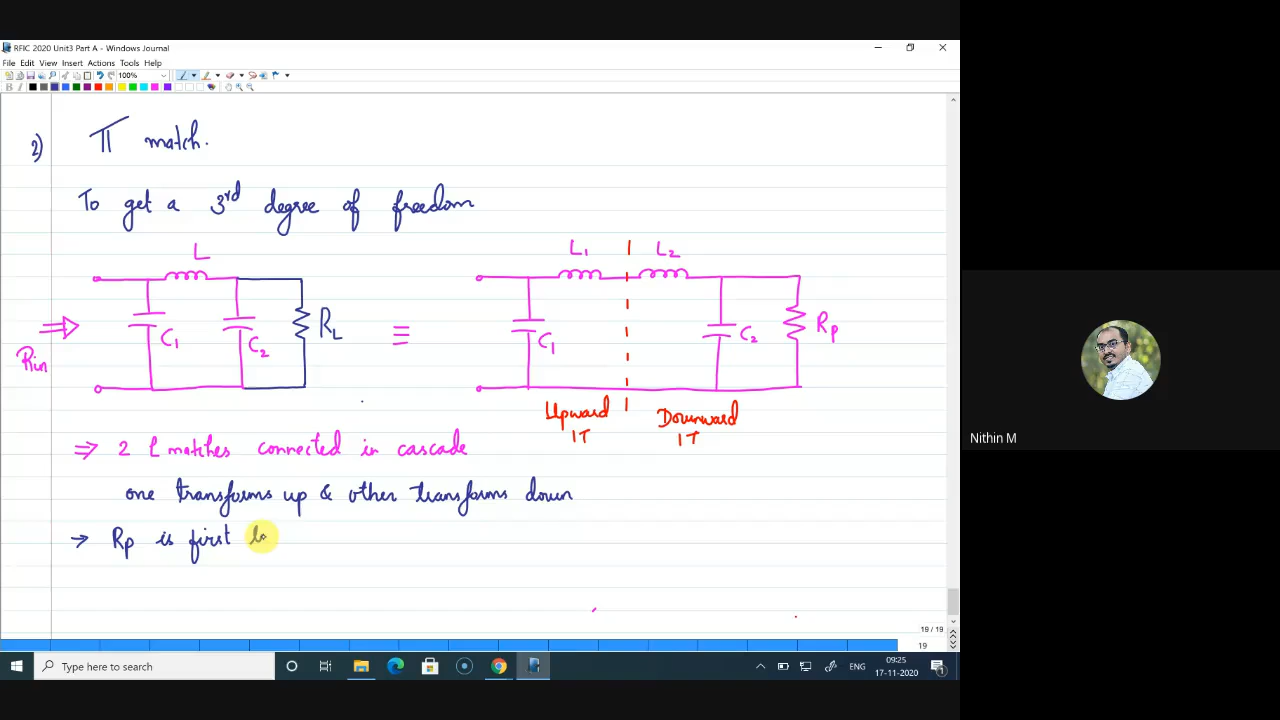 RFIC 2020 Unit3 Part A - Windows Journal
File Edit View Insert Actions Tools Help
100%
2) Π match.
To get a 3rd degree of freedom
L
L1 L2
Rin C1 C2 RL ≡ C1 C2 Rp
Upward IT Downward IT
⇒ 2 L matches connected in cascade
one transforms up & other transforms down
→ Rp is first
Nithin M
19 / 19
19
Type here to search
ENG
09:25
17-11-2020
1